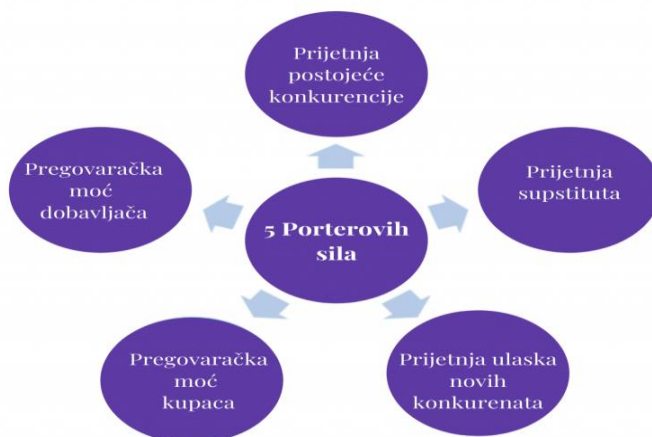 Prijetnja
postojeće
konkurencije
Pregovaračka
moć
dobavljača
Prijetnja
supstituta
5 Porterovih
sila
Pregovaračka
moć
kupaca
Prijetnja ulaska
novih
konkurenata